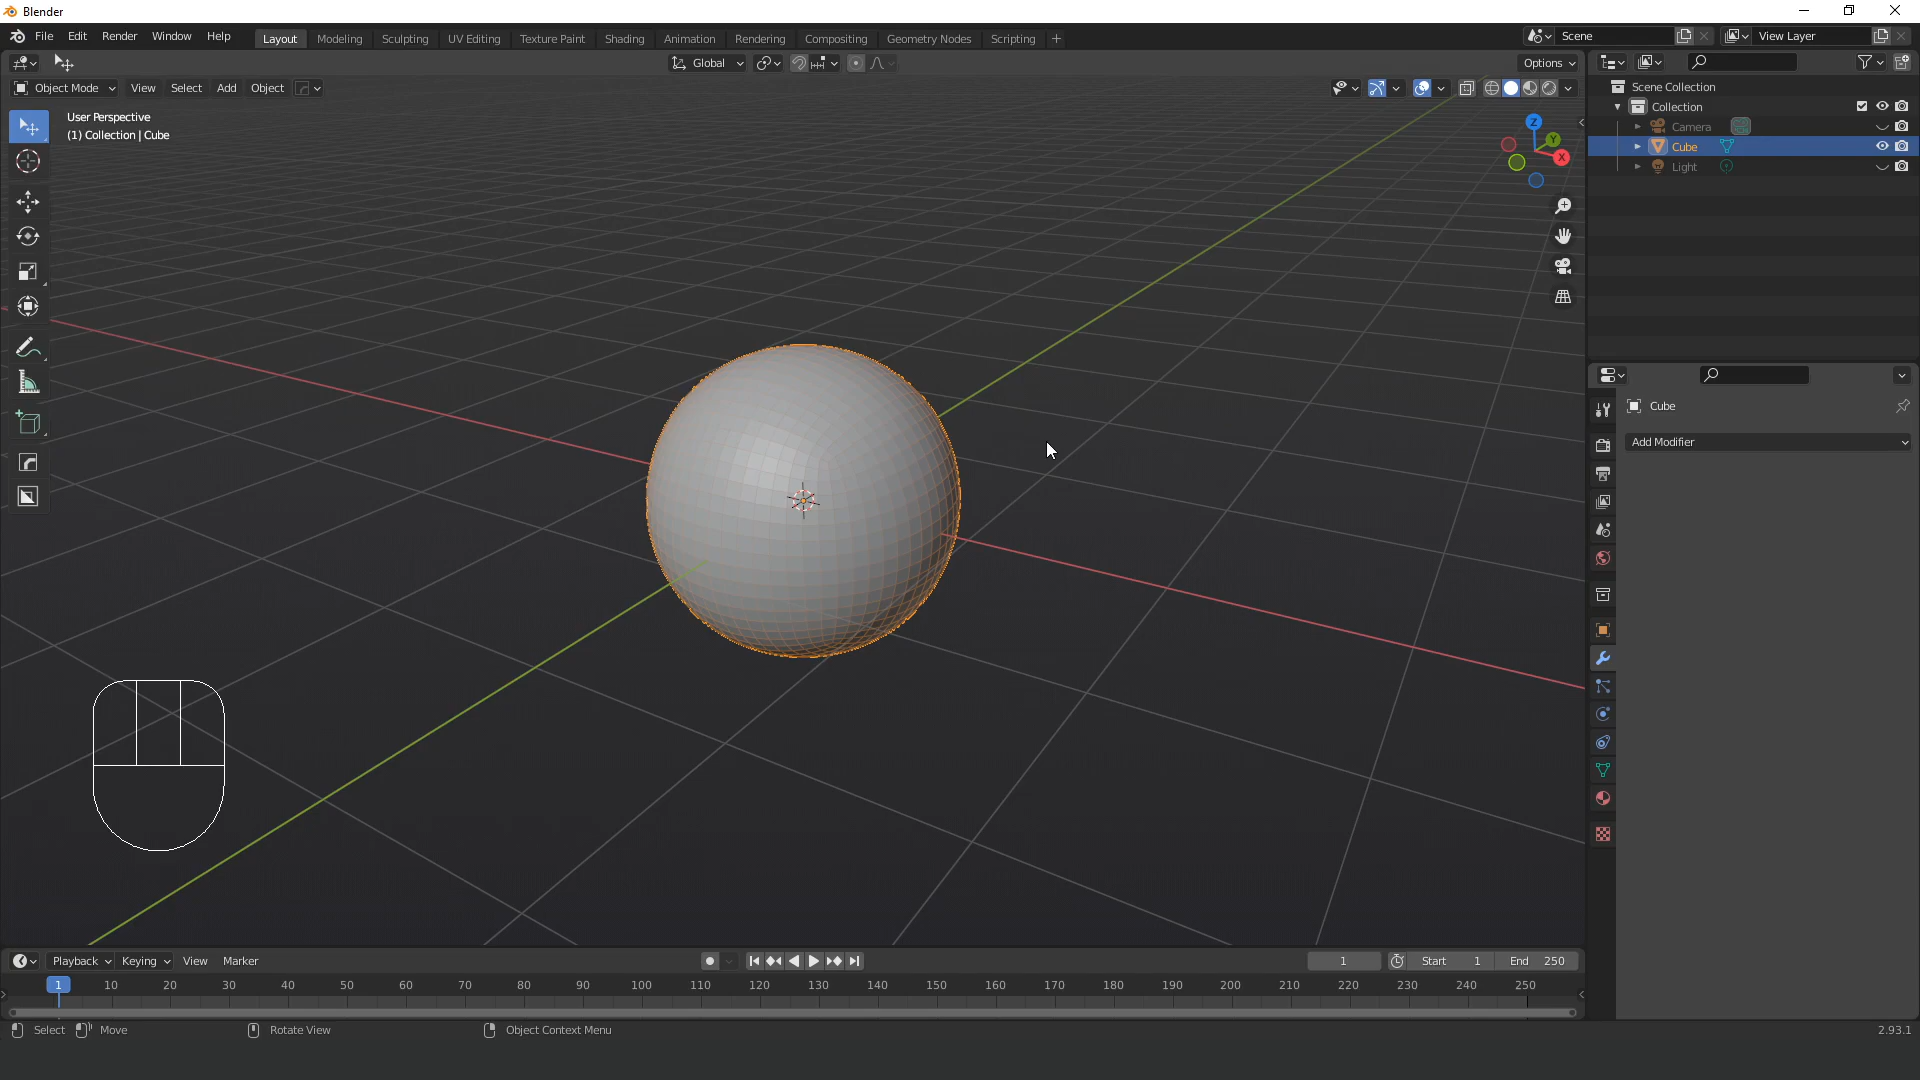 Blender
File Edit Render Window Help Layout Modeling Sculpting UV Editing Texture Paint Shading Animation Rendering Compositing Geometry Nodes Scripting + Scene View Layer
Global Options
Object Mode View Select Add Object
User Perspective
(1) Collection | Cube
Z
Y
X
Scene Collection
Collection
Camera
Cube
Light
Cube
Add Modifier
Playback Keying View Marker 1 Start 1 End 250
1 10 20 30 40 50 60 70 80 90 100 110 120 130 140 150 160 170 180 190 200 210 220 230 240 250
Select Move Rotate View Object Context Menu 2.93.1